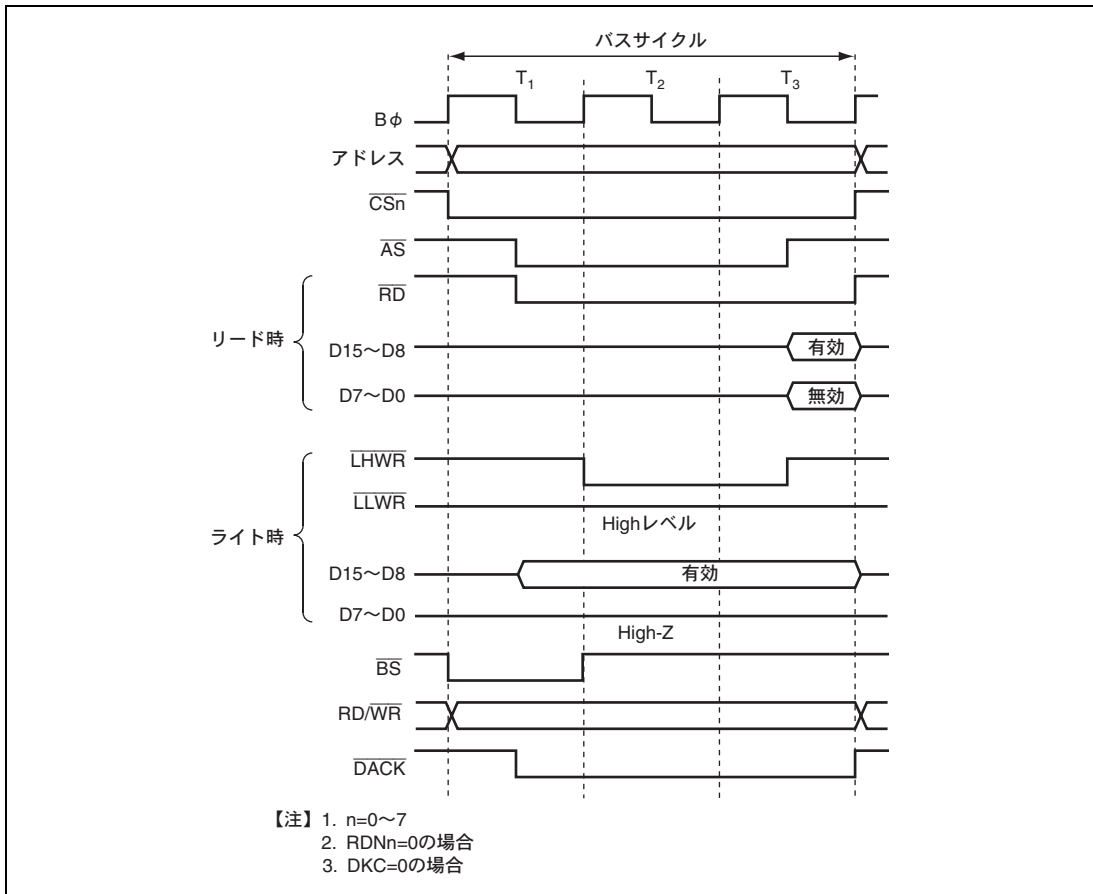 バスサイクル
T1 T2 T3
Bφ
アドレス
CSn
AS
RD
リード時
D15～D8 有効
D7～D0 無効
LHWR
LLWR
Highレベル
ライト時
D15～D8 有効
D7～D0
High-Z
BS
RD/WR
DACK
【注】1. n=0～7
2. RDNn=0の場合
3. DKC=0の場合